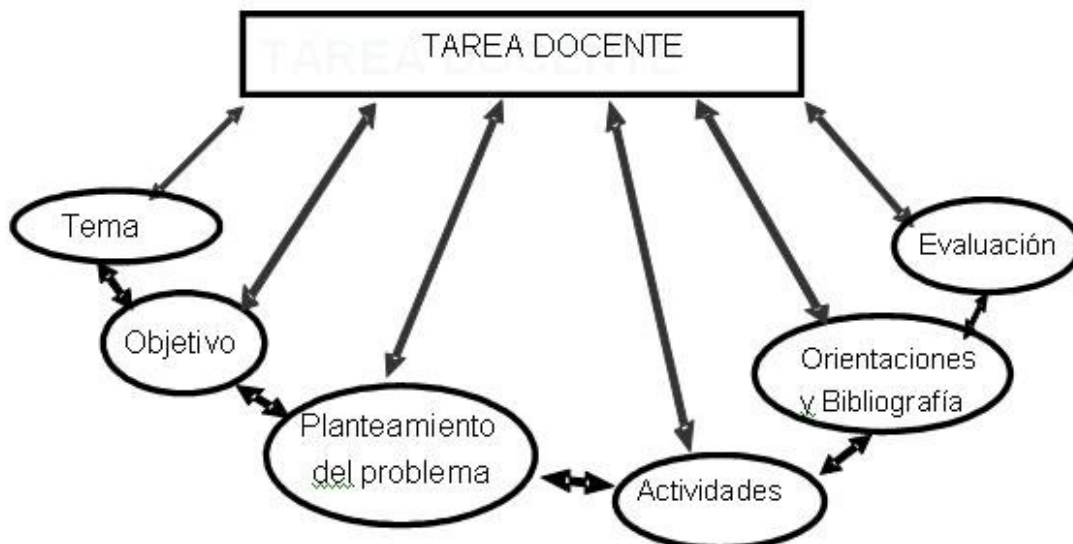 TAREA DOCENTE
Tema
Objetivo
Planteamiento
del problema
Actividades
Orientaciones
y Bibliografía
Evaluación